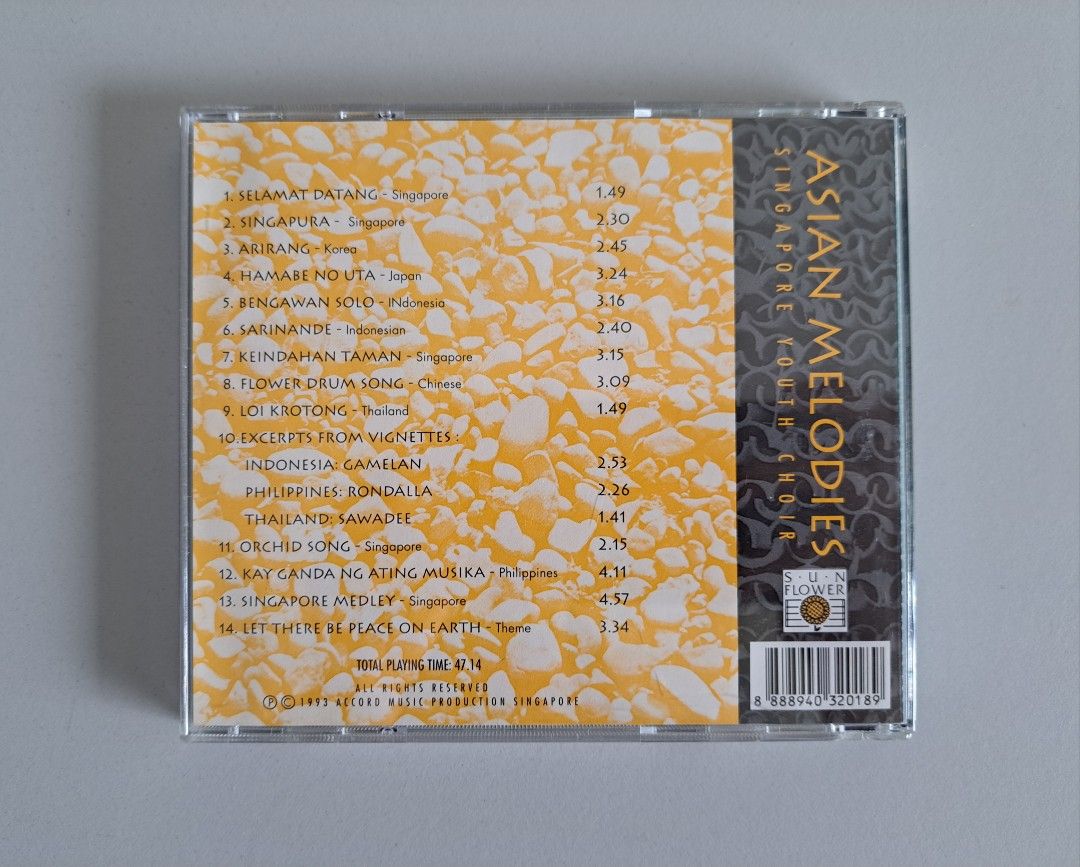 1. SELAMAT DATANG - Singapore 1.49
2. SINGAPURA - Singapore 2.30
3. ARIRANG - Korea 2.45
4. HAMABE NO UTA - Japan 3.24
5. BENGAWAN SOLO - INdonesia 3.16
6. SARINANDE - Indonesian 2.40
7. KEINDAHAN TAMAN - Singapore 3.15
8. FLOWER DRUM SONG - Chinese 3.09
9. LOI KROTONG - Thailand 1.49
10. EXCERPTS FROM VIGNETTES :
INDONESIA: GAMELAN 2.53
PHILIPPINES: RONDALLA 2.26
THAILAND: SAWADEE 1.41
11. ORCHID SONG - Singapore 2.15
12. KAY GANDA NG ATING MUSIKA - Philippines 4.11
13. SINGAPORE MEDLEY - Singapore 4.57
14. LET THERE BE PEACE ON EARTH - Theme 3.34
TOTAL PLAYING TIME: 47.14
ALL RIGHTS RESERVED
Ⓟ © 1993 ACCORD MUSIC PRODUCTION SINGAPORE
ASIAN MELODIES
SINGAPORE YOUTH CHOIR
S·U·N
FLOWER
8 888940 320189